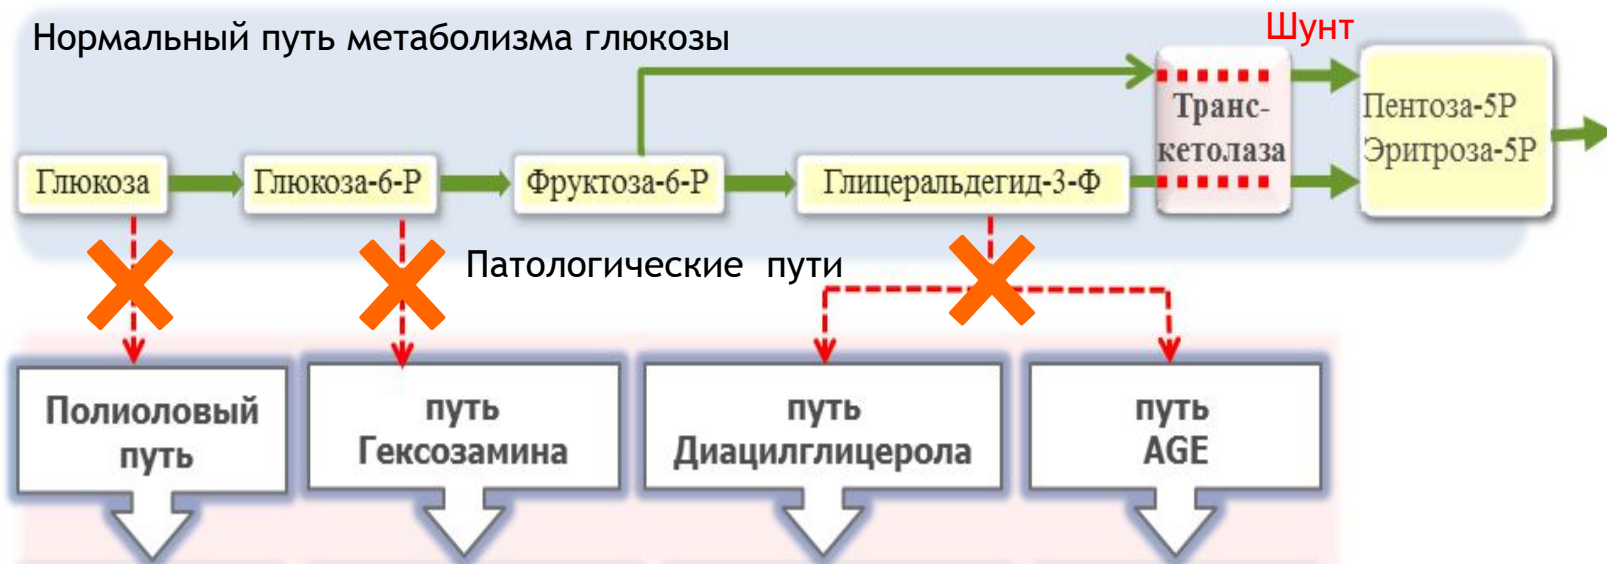 Нормальный путь метаболизма глюкозы
Шунт
Транс-
кетолаза
Пентоза-5Р
Эритроза-5Р
Глюкоза
Глюкоза-6-Р
Фруктоза-6-Р
Глицеральдегид-3-Ф
Патологические пути
Полиоловый
путь
путь
Гексозамина
путь
Диацилглицерола
путь
AGE